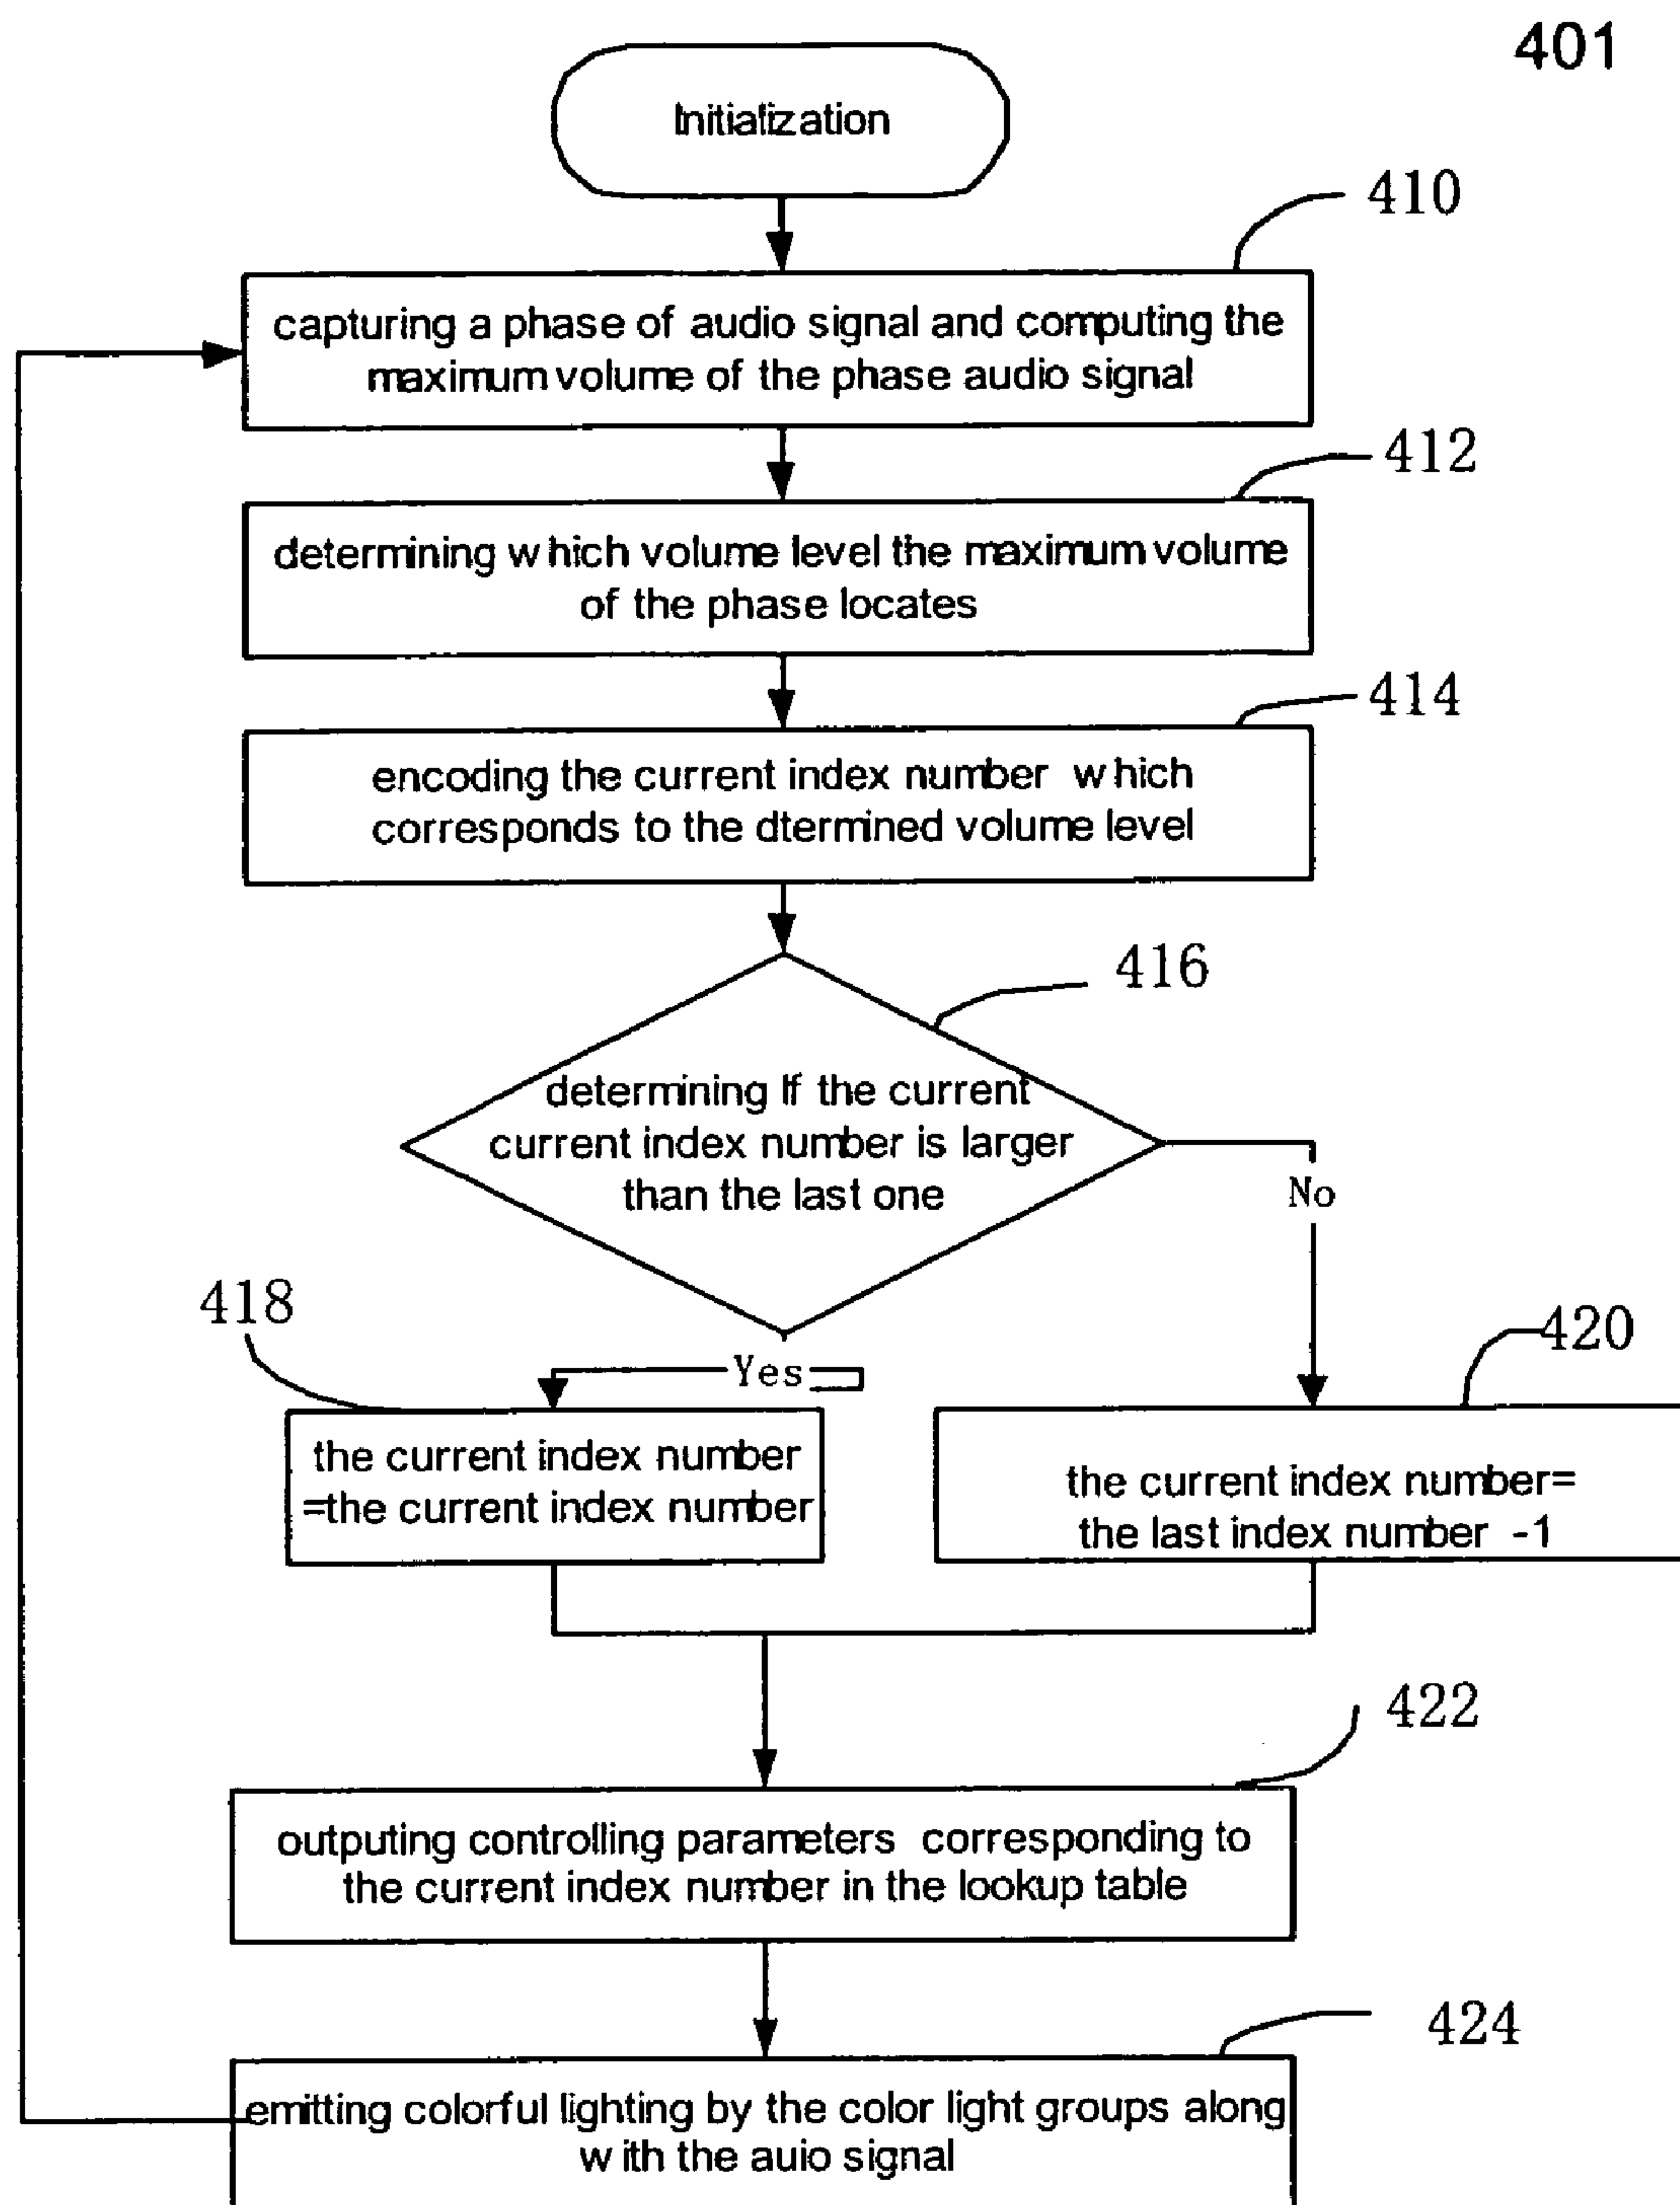 401
Initialization
410
capturing a phase of audio signal and computing the
maximum volume of the phase audio signal
412
determining which volume level the maximum volume
of the phase locates
414
encoding the current index number which
corresponds to the dtermined volume level
416
determining If the current
current index number is larger
than the last one
No
418
Yes
420
the current index number
=the current index number
the current index number=
the last index number -1
422
outputing controlling parameters corresponding to
the current index number in the lookup table
424
emitting colorful lighting by the color light groups along
with the auio signal